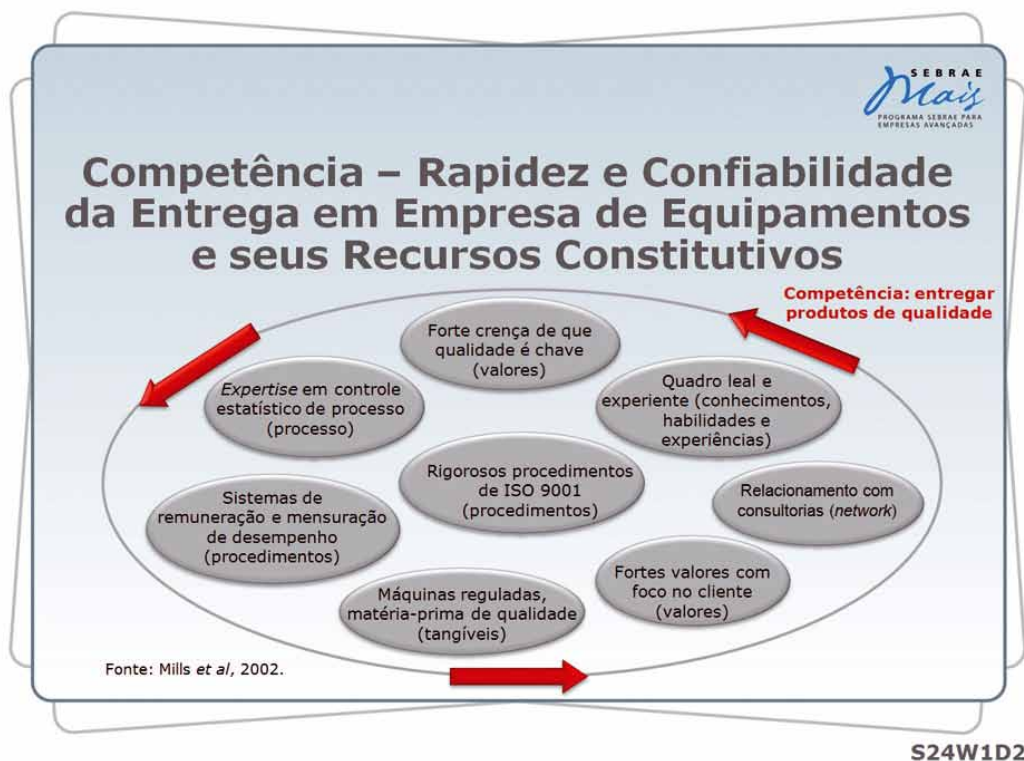 SEBRAE
Mais
PROGRAMA SEBRAE PARA
EMPRESAS AVANÇADAS
Competência – Rapidez e Confiabilidade
da Entrega em Empresa de Equipamentos
e seus Recursos Constitutivos
Competência: entregar
produtos de qualidade
Forte crença de que
qualidade é chave
(valores)
Expertise em controle
estatístico de processo
(processo)
Quadro leal e
experiente (conhecimentos,
habilidades e
experiências)
Rigorosos procedimentos
de ISO 9001
(procedimentos)
Sistemas de
remuneração e mensuração
de desempenho
(procedimentos)
Relacionamento com
consultorias (network)
Máquinas reguladas,
matéria-prima de qualidade
(tangíveis)
Fortes valores com
foco no cliente
(valores)
Fonte: Mills et al, 2002.
S24W1D2